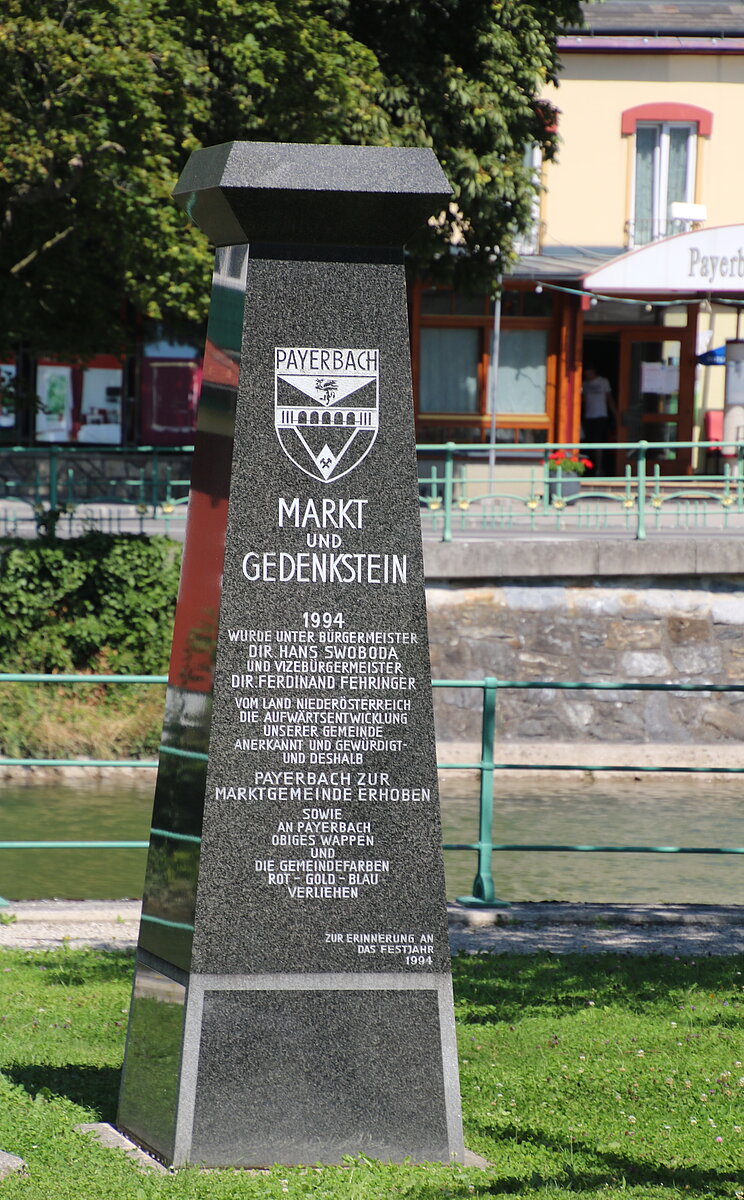 PAYERBACH
MARKT
UND
GEDENKSTEIN
1994
WURDE UNTER BÜRGERMEISTER
DIR. HANS SWOBODA
UND VIZEBÜRGERMEISTER
DIR. FERDINAND FEHRINGER
VOM LAND NIEDERÖSTERREICH
DIE AUFWÄRTSENTWICKLUNG
UNSERER GEMEINDE
ANERKANNT UND GEWÜRDIGT-
UND DESHALB
PAYERBACH ZUR
MARKTGEMEINDE ERHOBEN
SOWIE
AN PAYERBACH
OBIGES WAPPEN
UND
DIE GEMEINDEFARBEN
ROT - GOLD - BLAU
VERLIEHEN
ZUR ERINNERUNG AN
DAS FESTJAHR
1994
Payerb